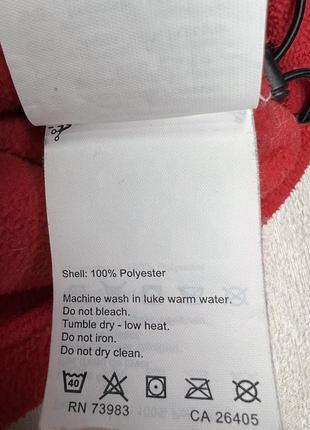 Shell: 100% Polyester
Machine wash in luke warm water.
Do not bleach.
Tumble dry - low heat.
Do not iron.
Do not dry clean.
40
RN 73983 CA 26405